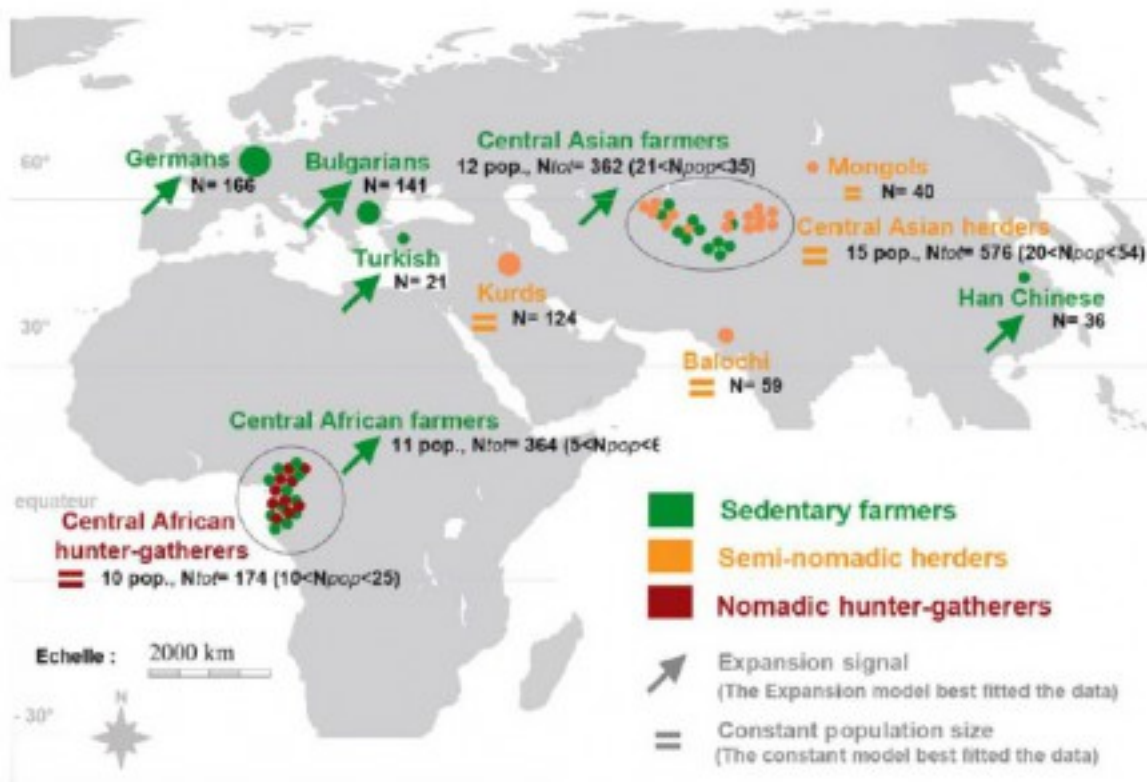 60°
Germans
N= 166
Bulgarians
N= 141
Central Asian farmers
12 pop., Ntot= 362 (21<Npop<35)
Mongols
N= 40
Central Asian herders
15 pop., Ntot= 576 (20<Npop<54)
Turkish
N= 21
Kurds
N= 124
Han Chinese
N= 36
30°
Balochi
N= 59
Central African farmers
11 pop., Ntot= 364 (5<Npop<
equateur
Central African
hunter-gatherers
10 pop., Ntot= 174 (10<Npop<25)
Sedentary farmers
Semi-nomadic herders
Nomadic hunter-gatherers
Echelle : 2000 km
N
- 30°
Expansion signal
(The Expansion model best fitted the data)
Constant population size
(The constant model best fitted the data)